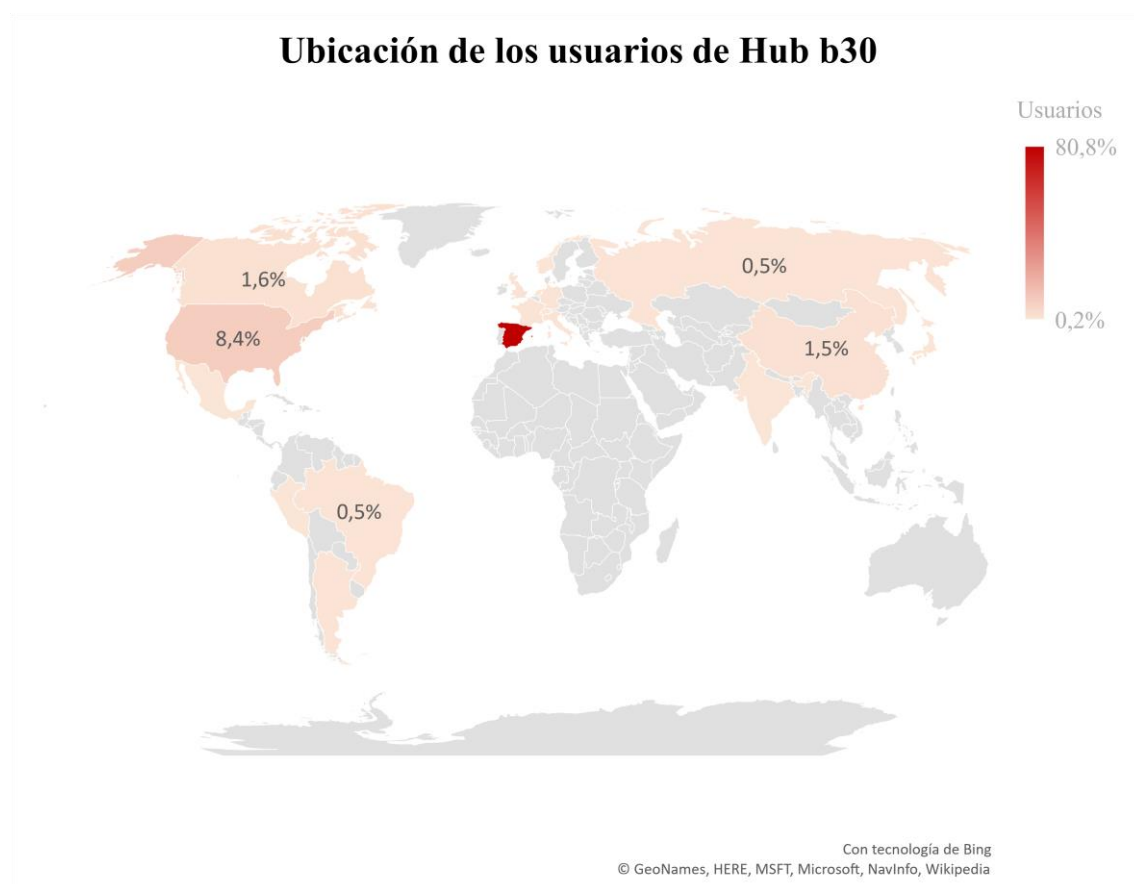 Ubicación de los usuarios de Hub b30
Usuarios
80,8%
0,2%
1,6%
8,4%
0,5%
1,5%
0,5%
Con tecnología de Bing
© GeoNames, HERE, MSFT, Microsoft, NavInfo, Wikipedia